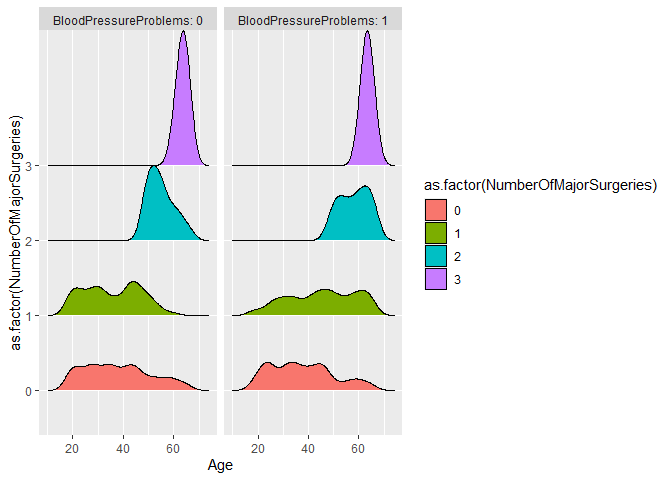 BloodPressureProblems: 0
BloodPressureProblems: 1
as.factor(NumberOfMajorSurgeries)
3
2
1
0
20 40 60
20 40 60
Age
as.factor(NumberOfMajorSurgeries)
0
1
2
3